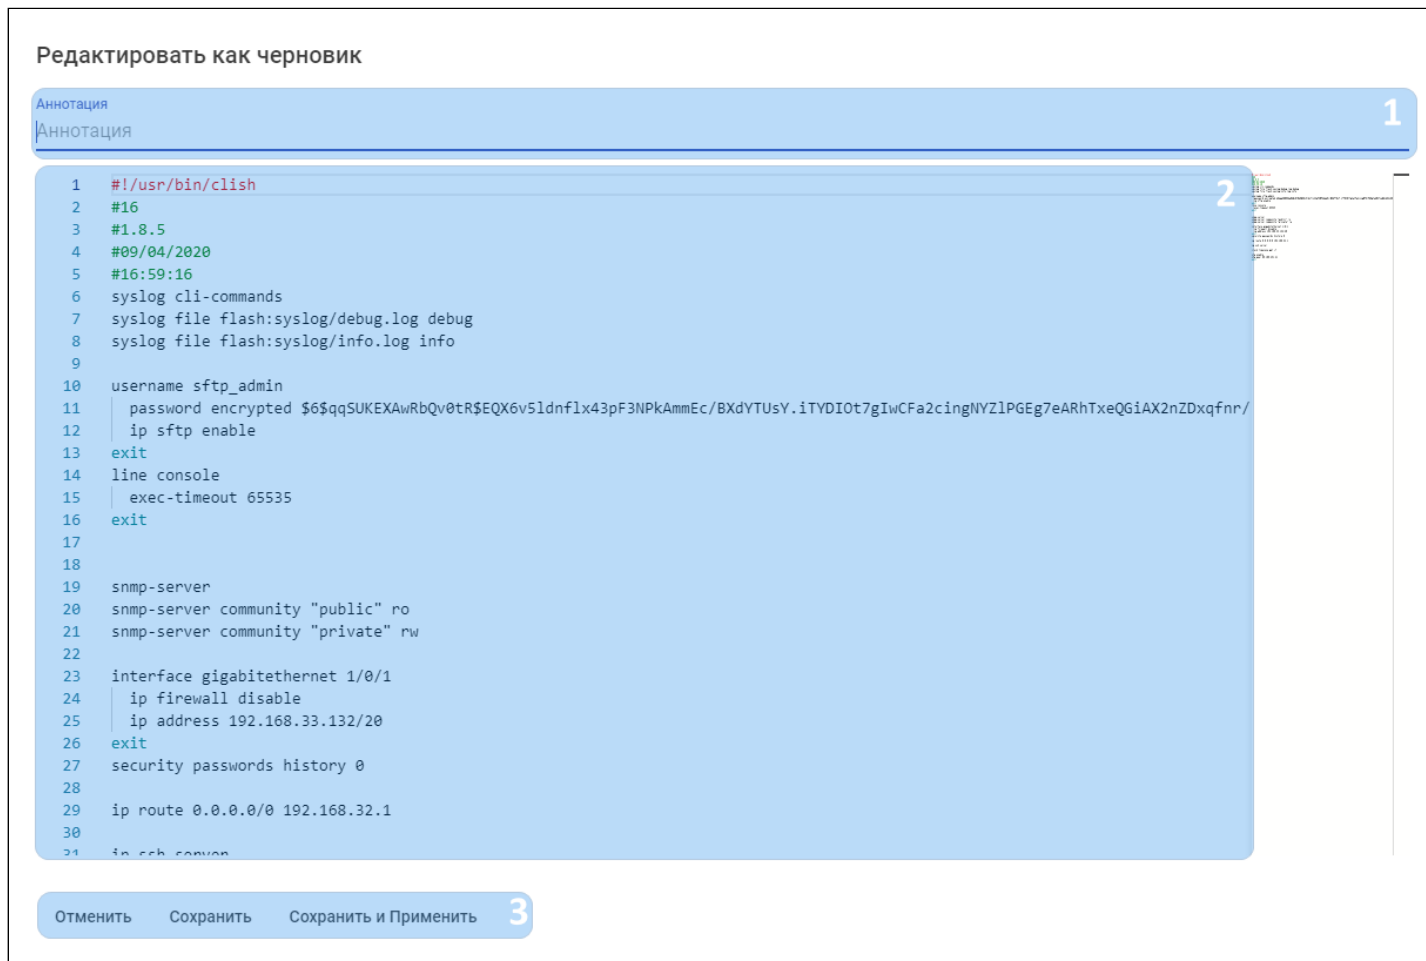 Редактировать как черновик
Аннотация
Аннотация
1
2
1 #!/usr/bin/clish
2 #16
3 #1.8.5
4 #09/04/2020
5 #16:59:16
6 syslog cli-commands
7 syslog file flash:syslog/debug.log debug
8 syslog file flash:syslog/info.log info
9
10 username sftp_admin
11 password encrypted $6$qqSUKEXAwRbQv0tR$EQX6v5ldnflx43pF3NPkAmmEc/BXdYTUsY.iTYDIOt7gIwCFa2cingNYZlPGEg7eARhTxeQGiAX2nZDxqfnr/
12 ip sftp enable
13 exit
14 line console
15 exec-timeout 65535
16 exit
17
18
19 snmp-server
20 snmp-server community "public" ro
21 snmp-server community "private" rw
22
23 interface gigabitethernet 1/0/1
24 ip firewall disable
25 ip address 192.168.33.132/20
26 exit
27 security passwords history 0
28
29 ip route 0.0.0.0/0 192.168.32.1
30
31 ip ssh server
Отменить Сохранить Сохранить и Применить 3